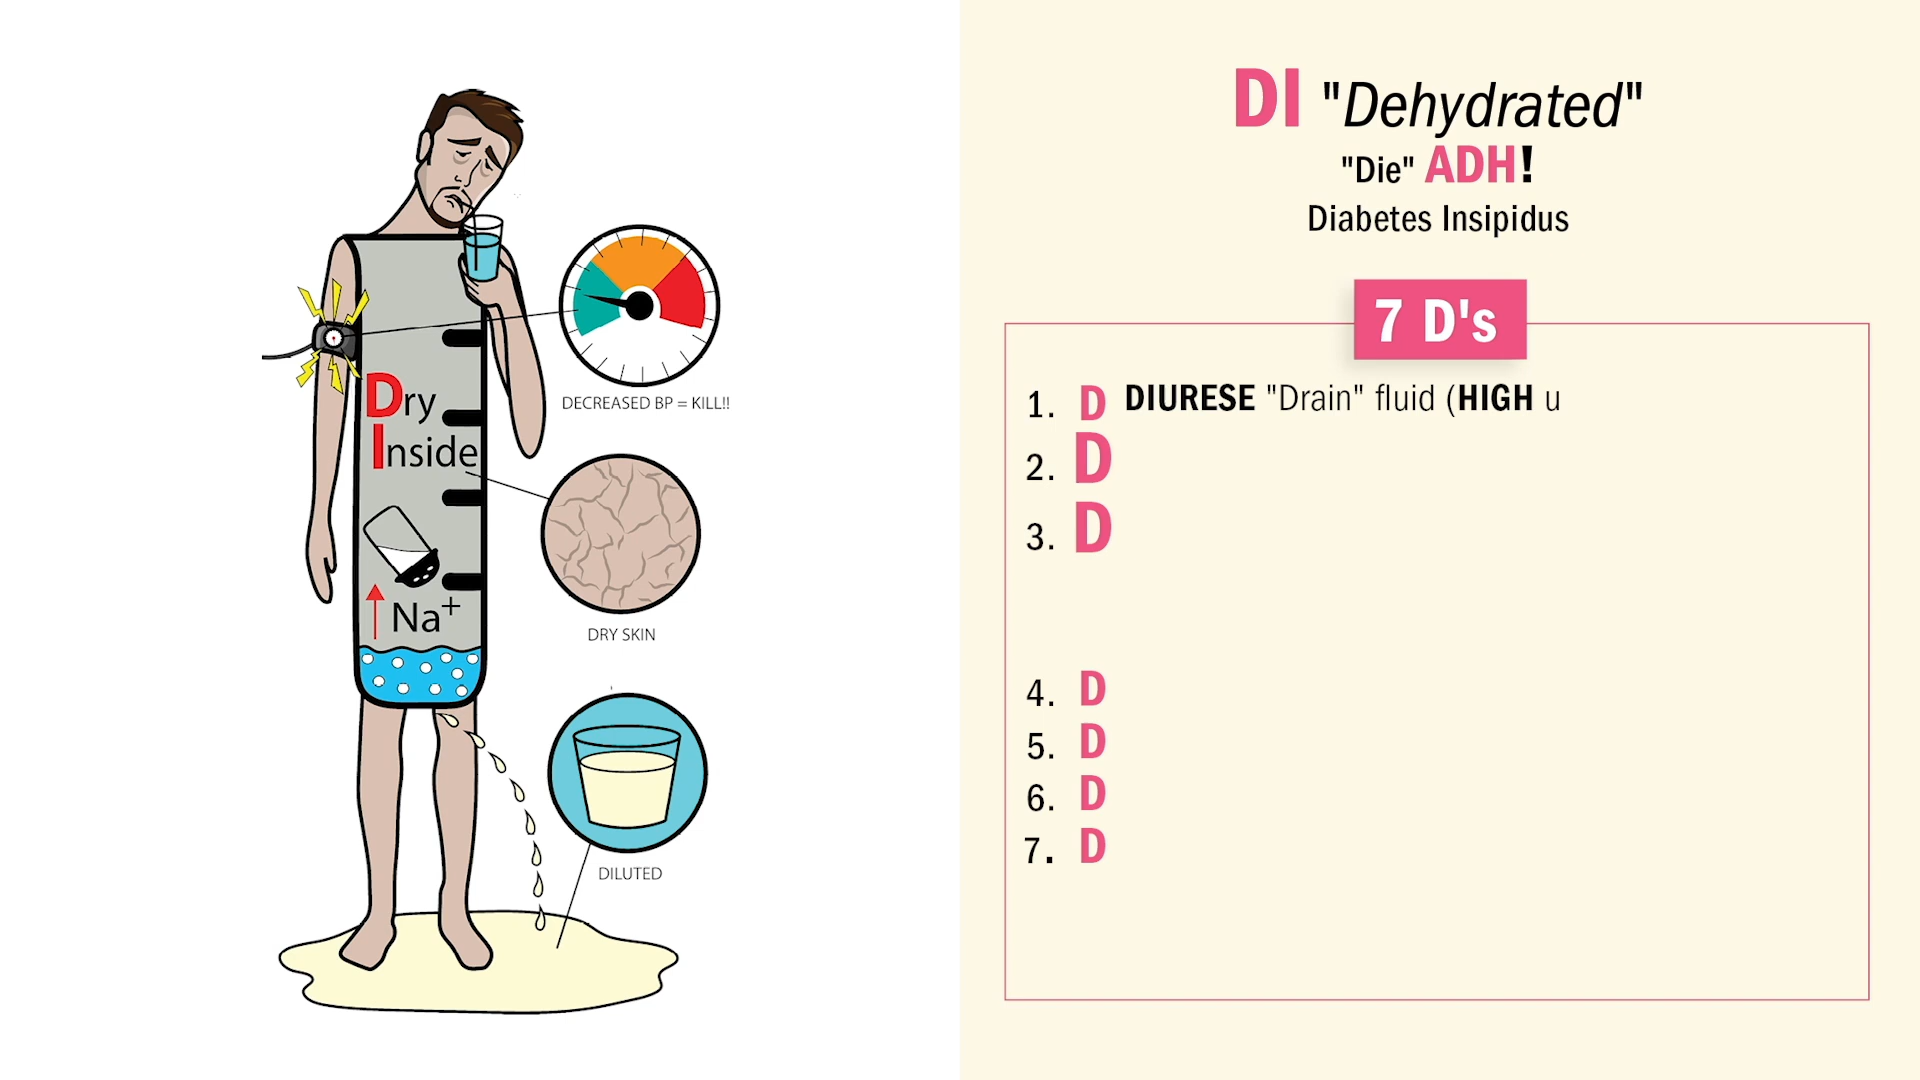 DI "Dehydrated"
"Die" ADH!
Diabetes Insipidus
7 D's
1. D DIURESE "Drain" fluid (HIGH u
2. D
3. D
4. D
5. D
6. D
7. D
DECREASED BP = KILL!!
Dry
Inside
DRY SKIN
Na+
DILUTED